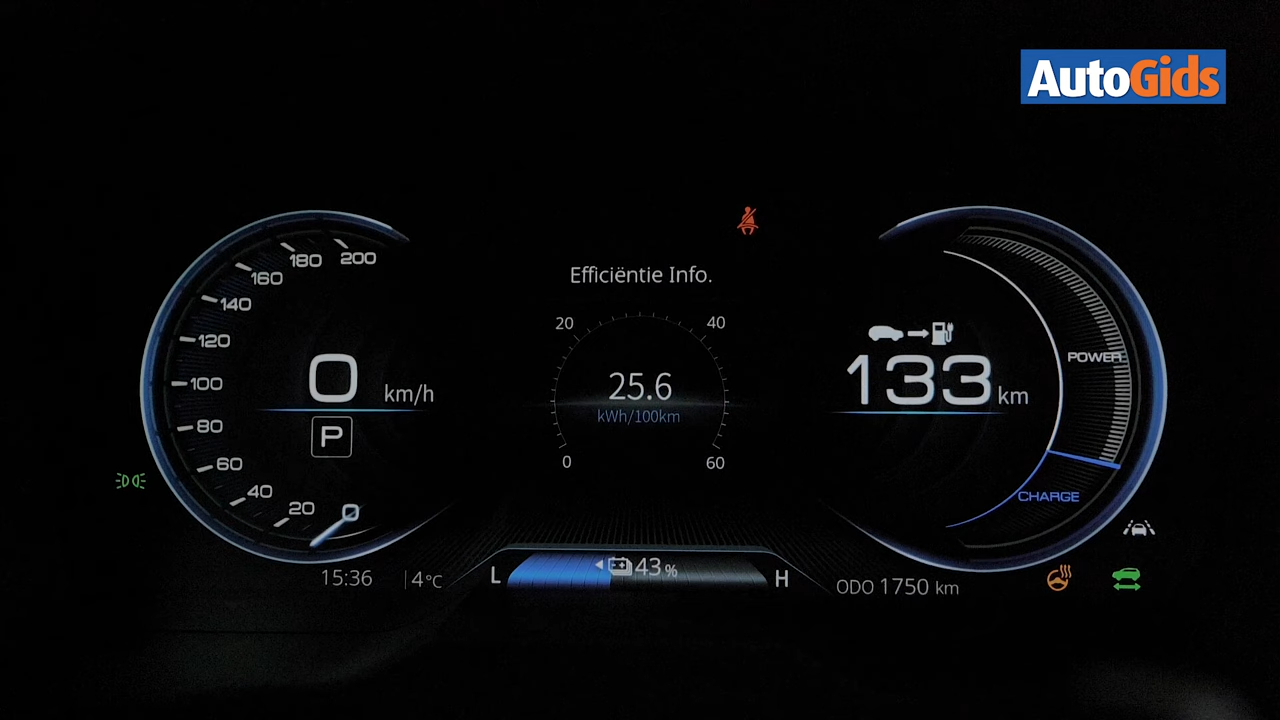 AutoGids
200
180
160
140
120
100
80
60
40
20
0
0 km/h
P
15:36
4°C
Efficiëntie Info.
20
40
25.6
kWh/100km
0
60
L
43 %
H
133 km
POWER
CHARGE
ODO 1750 km